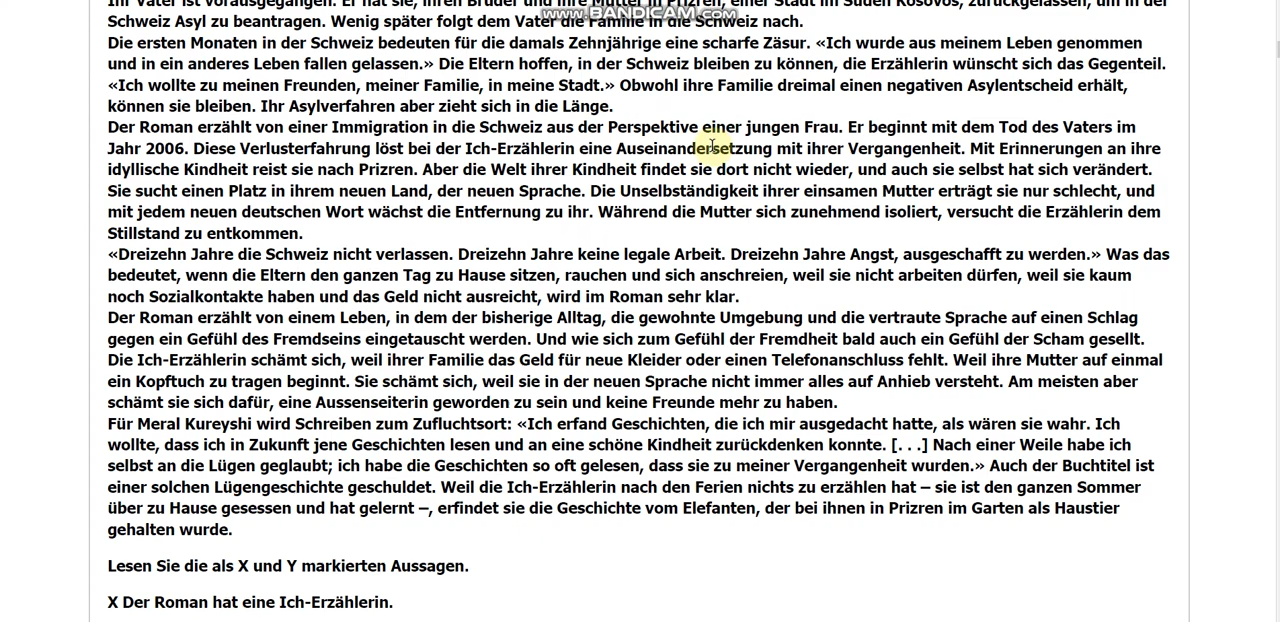 Ihr Vater ist vorausgegangen. Er hat sie, ihren Bruder und ihre Mutter in Prizren, einer Stadt im Süden Kosovos, zurückgelassen, um in der
www.BANDICAM.com
Schweiz Asyl zu beantragen. Wenig später folgt dem Vater die Familie in die Schweiz nach.
Die ersten Monaten in der Schweiz bedeuten für die damals Zehnjährige eine scharfe Zäsur. «Ich wurde aus meinem Leben genommen
und in ein anderes Leben fallen gelassen.» Die Eltern hoffen, in der Schweiz bleiben zu können, die Erzählerin wünscht sich das Gegenteil.
«Ich wollte zu meinen Freunden, meiner Familie, in meine Stadt.» Obwohl ihre Familie dreimal einen negativen Asylentscheid erhält,
können sie bleiben. Ihr Asylverfahren aber zieht sich in die Länge.
Der Roman erzählt von einer Immigration in die Schweiz aus der Perspektive einer jungen Frau. Er beginnt mit dem Tod des Vaters im
Jahr 2006. Diese Verlusterfahrung löst bei der Ich-Erzählerin eine Auseinandersetzung mit ihrer Vergangenheit. Mit Erinnerungen an ihre
idyllische Kindheit reist sie nach Prizren. Aber die Welt ihrer Kindheit findet sie dort nicht wieder, und auch sie selbst hat sich verändert.
Sie sucht einen Platz in ihrem neuen Land, der neuen Sprache. Die Unselbständigkeit ihrer einsamen Mutter erträgt sie nur schlecht, und
mit jedem neuen deutschen Wort wächst die Entfernung zu ihr. Während die Mutter sich zunehmend isoliert, versucht die Erzählerin dem
Stillstand zu entkommen.
«Dreizehn Jahre die Schweiz nicht verlassen. Dreizehn Jahre keine legale Arbeit. Dreizehn Jahre Angst, ausgeschafft zu werden.» Was das
bedeutet, wenn die Eltern den ganzen Tag zu Hause sitzen, rauchen und sich anschreien, weil sie nicht arbeiten dürfen, weil sie kaum
noch Sozialkontakte haben und das Geld nicht ausreicht, wird im Roman sehr klar.
Der Roman erzählt von einem Leben, in dem der bisherige Alltag, die gewohnte Umgebung und die vertraute Sprache auf einen Schlag
gegen ein Gefühl des Fremdseins eingetauscht werden. Und wie sich zum Gefühl der Fremdheit bald auch ein Gefühl der Scham gesellt.
Die Ich-Erzählerin schämt sich, weil ihrer Familie das Geld für neue Kleider oder einen Telefonanschluss fehlt. Weil ihre Mutter auf einmal
ein Kopftuch zu tragen beginnt. Sie schämt sich, weil sie in der neuen Sprache nicht immer alles auf Anhieb versteht. Am meisten aber
schämt sie sich dafür, eine Aussenseiterin geworden zu sein und keine Freunde mehr zu haben.
Für Meral Kureyshi wird Schreiben zum Zufluchtsort: «Ich erfand Geschichten, die ich mir ausgedacht hatte, als wären sie wahr. Ich
wollte, dass ich in Zukunft jene Geschichten lesen und an eine schöne Kindheit zurückdenken konnte. [. . .] Nach einer Weile habe ich
selbst an die Lügen geglaubt; ich habe die Geschichten so oft gelesen, dass sie zu meiner Vergangenheit wurden.» Auch der Buchtitel ist
einer solchen Lügengeschichte geschuldet. Weil die Ich-Erzählerin nach den Ferien nichts zu erzählen hat – sie ist den ganzen Sommer
über zu Hause gesessen und hat gelernt –, erfindet sie die Geschichte vom Elefanten, der bei ihnen in Prizren im Garten als Haustier
gehalten wurde.
Lesen Sie die als X und Y markierten Aussagen.
X Der Roman hat eine Ich-Erzählerin.